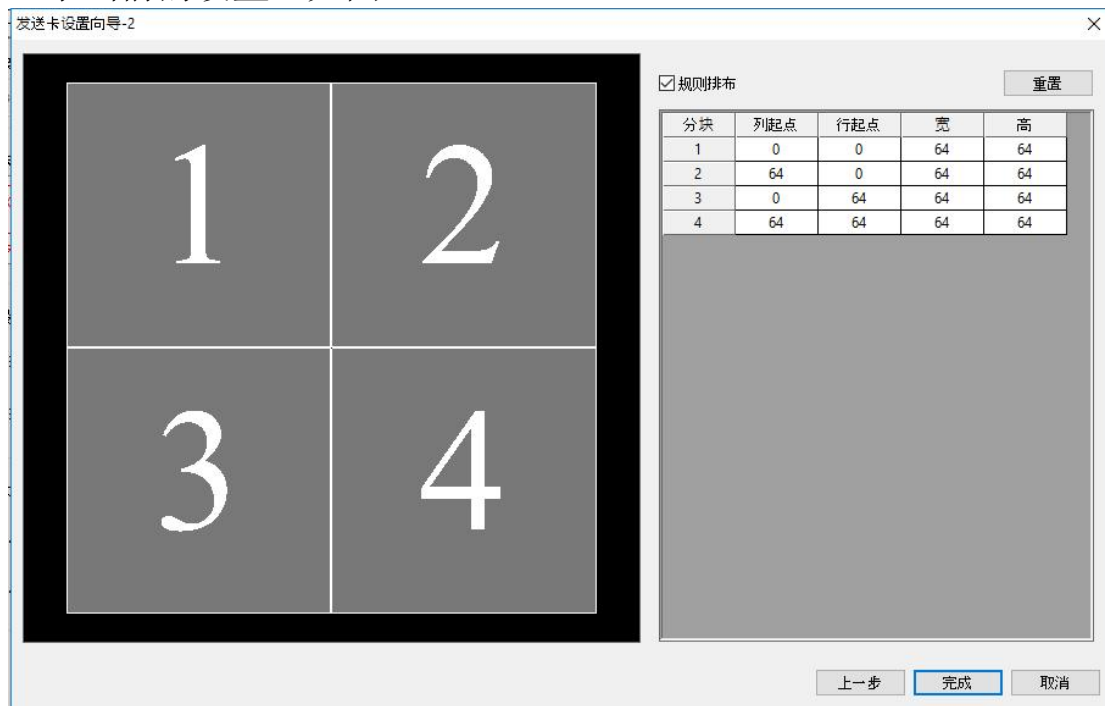 发送卡设置向导-2
规则排布
重置
分块 列起点 行起点 宽 高
1 0 0 64 64
2 64 0 64 64
3 0 64 64 64
4 64 64 64 64
1 2
3 4
上一步 完成 取消